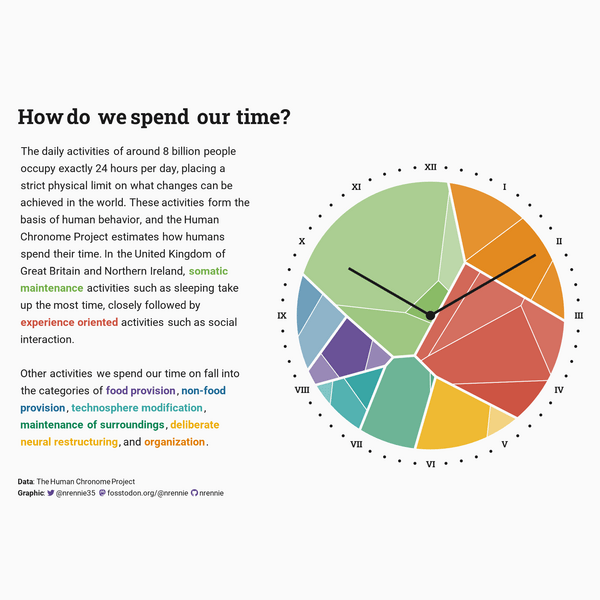 How do we spend our time?
The daily activities of around 8 billion people
occupy exactly 24 hours per day, placing a
strict physical limit on what changes can be
achieved in the world. These activities form the
basis of human behavior, and the Human
Chronome Project estimates how humans
spend their time. In the United Kingdom of
Great Britain and Northern Ireland, somatic
maintenance activities such as sleeping take
up the most time, closely followed by
experience oriented activities such as social
interaction.
Other activities we spend our time on fall into
the categories of food provision, non-food
provision, technosphere modification,
maintenance of surroundings, deliberate
neural restructuring, and organization.
Data: The Human Chronome Project
Graphic: @nrennie35 fosstodon.org/@nrennie nrennie
XII
I
II
III
IV
V
VI
VII
VIII
IX
X
XI